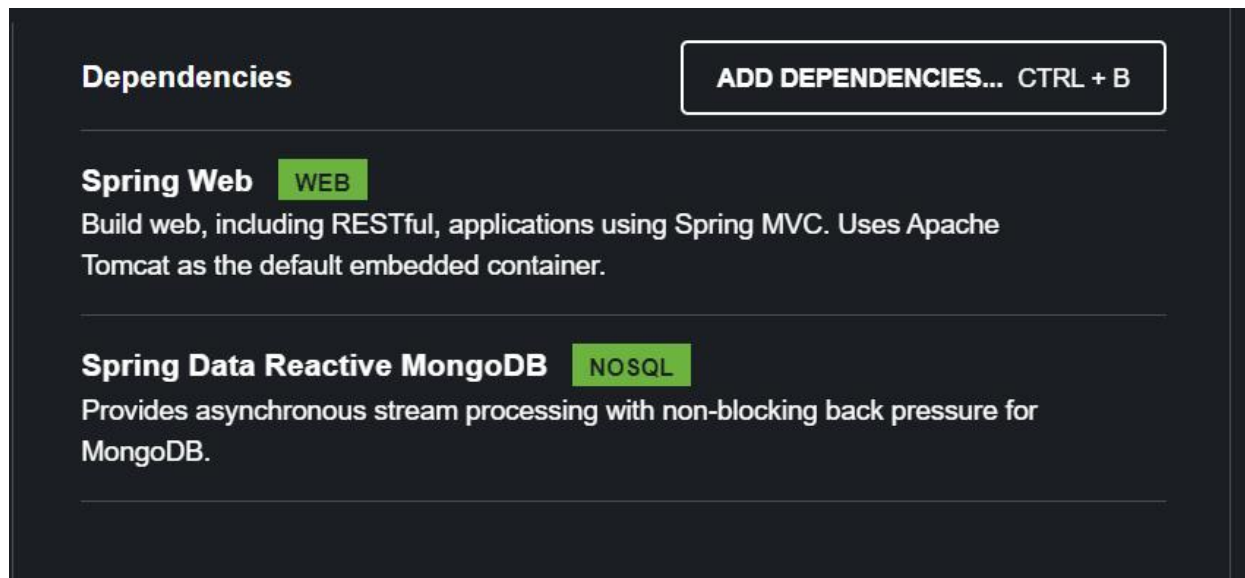 Dependencies
ADD DEPENDENCIES... CTRL + B
Spring Web WEB
Build web, including RESTful, applications using Spring MVC. Uses Apache
Tomcat as the default embedded container.
Spring Data Reactive MongoDB NOSQL
Provides asynchronous stream processing with non-blocking back pressure for
MongoDB.